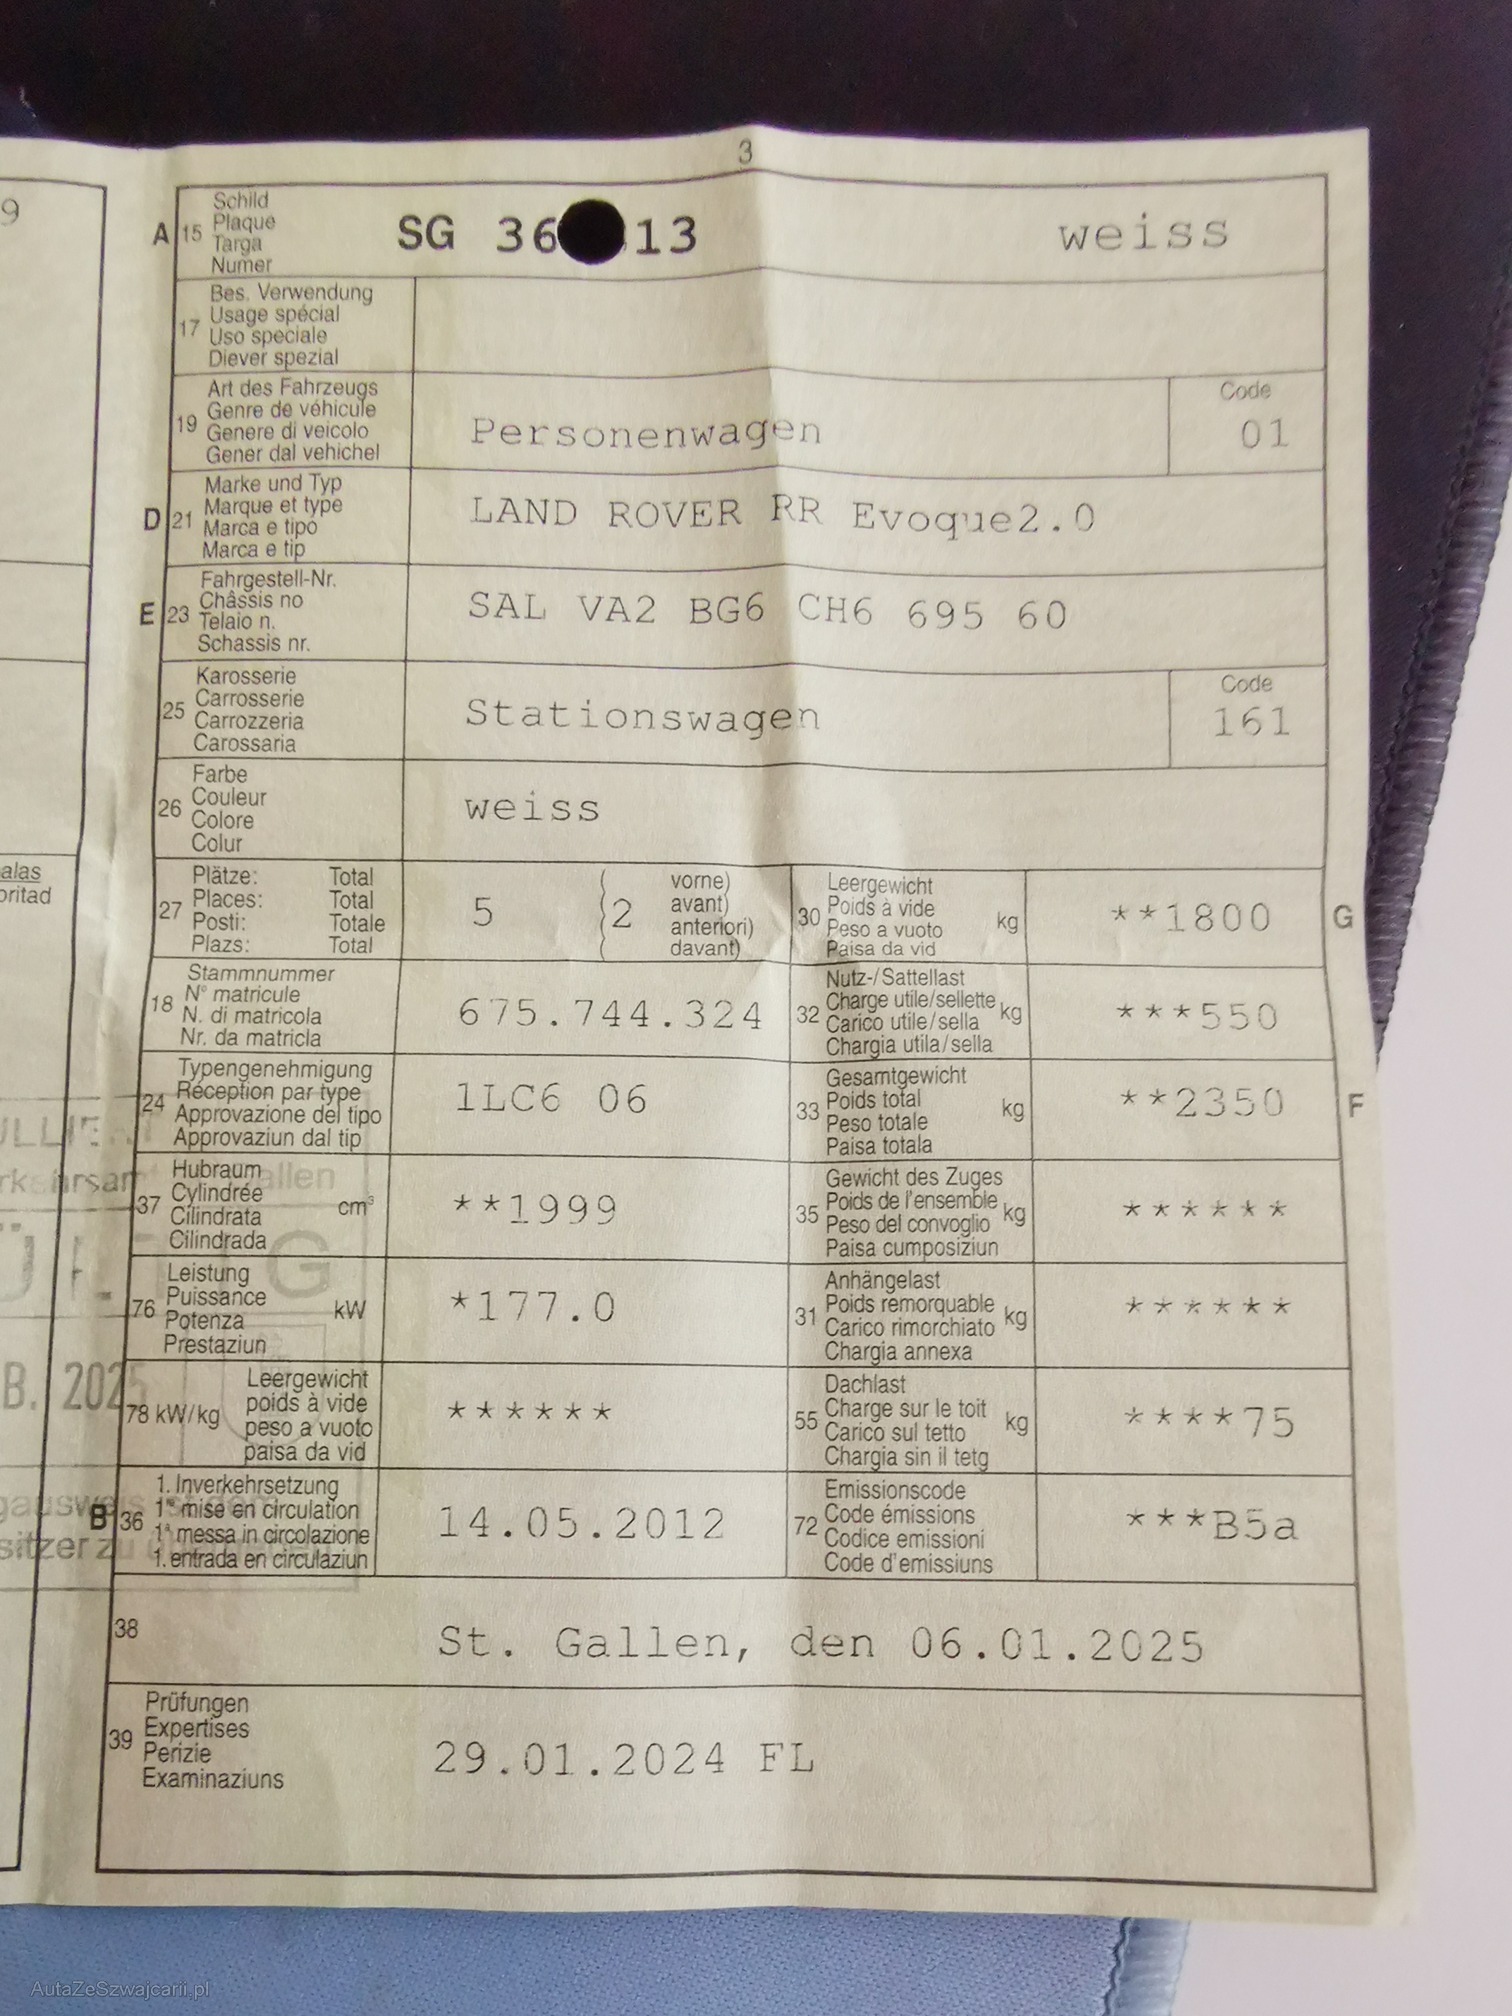 3
9
A 15 Schild
Plaque
Targa
Numer
SG 36 13 weiss
17 Bes. Verwendung
Usage spécial
Uso speciale
Diever spezial
19 Art des Fahrzeugs
Genre de véhicule
Genere di veicolo
Gener dal vehichel
Personenwagen
Code
01
D 21 Marke und Typ
Marque et type
Marca e tipo
Marca e tip
LAND ROVER RR Evoque2.0
E 23 Fahrgestell-Nr.
Châssis no
Telaio n.
Schassis nr.
SAL VA2 BG6 CH6 695 60
25 Karosserie
Carrosserie
Carrozzeria
Carossaria
Stationswagen
Code
161
26 Farbe
Couleur
Colore
Colur
weiss
alas
oritad
27 Plätze: Total
Places: Total
Posti: Totale
Plazs: Total
5 (2 vorne)
avant)
anteriori)
davant)
30 Leergewicht
Poids à vide
Peso a vuoto
Paisa da vid
kg **1800 G
18 Stammnummer
N° matricule
N. di matricola
Nr. da matricla
675.744.324
32 Nutz-/Sattellast
Charge utile/sellette
Carico utile/sella
Chargia utila/sella
kg ***550
24 Typengenehmigung
Réception par type
Approvazione del tipo
Approvaziun dal tip
1LC6 06
33 Gesamtgewicht
Poids total
Peso totale
Paisa totala
kg **2350 F
37 Hubraum
Cylindrée
Cilindrata
Cilindrada
cm³ **1999
35 Gewicht des Zuges
Poids de l'ensemble
Peso del convoglio
Paisa cumposiziun
kg ******
76 Leistung
Puissance
Potenza
Prestaziun
kW *177.0
31 Anhängelast
Poids remorquable
Carico rimorchiato
Chargia annexa
kg ******
B. 2025
78 kW/kg Leergewicht
poids à vide
peso a vuoto
paisa da vid
******
55 Dachlast
Charge sur le toit
Carico sul tetto
Chargia sin il tetg
kg ****75
B 36 1. Inverkehrsetzung
1re mise en circulation
1a messa in circolazione
1. entrada en circulaziun
14.05.2012
72 Emissionscode
Code émissions
Codice emissioni
Code d'emissiuns
***B5a
38 St. Gallen, den 06.01.2025
39 Prüfungen
Expertises
Perizie
Examinaziuns
29.01.2024 FL
AutaZeSzwajcarii.pl